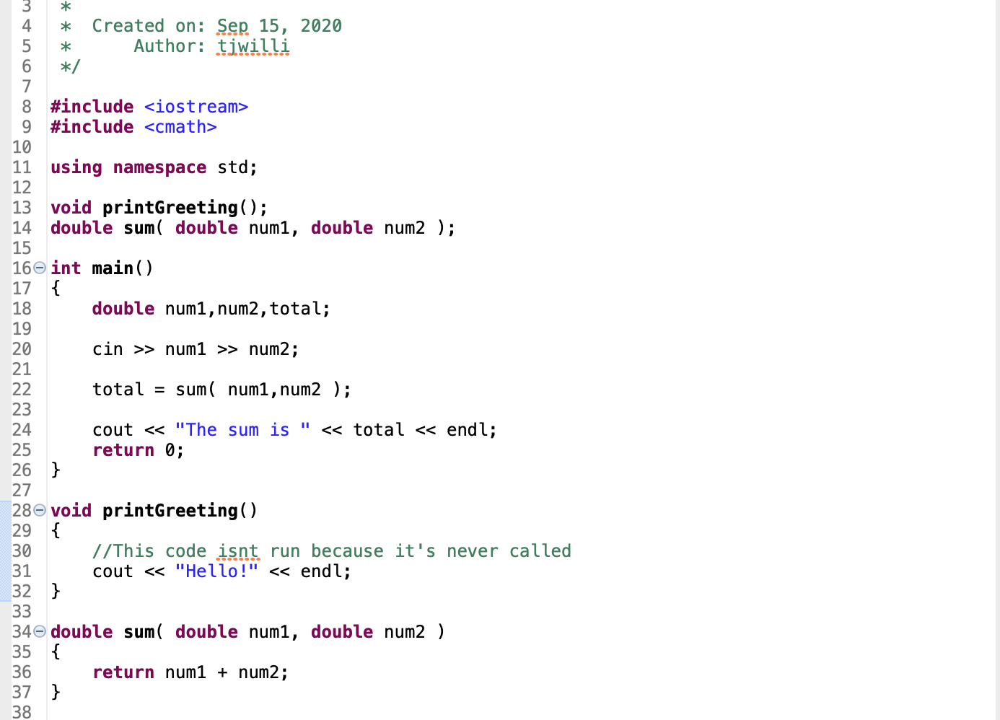 3  *
4  *  Created on: Sep 15, 2020
5  *      Author: tjwilli
6  */
7
8 #include <iostream>
9 #include <cmath>
10
11 using namespace std;
12
13 void printGreeting();
14 double sum( double num1, double num2 );
15
16 int main()
17 {
18     double num1,num2,total;
19
20     cin >> num1 >> num2;
21
22     total = sum( num1,num2 );
23
24     cout << "The sum is " << total << endl;
25     return 0;
26 }
27
28 void printGreeting()
29 {
30     //This code isnt run because it's never called
31     cout << "Hello!" << endl;
32 }
33
34 double sum( double num1, double num2 )
35 {
36     return num1 + num2;
37 }
38